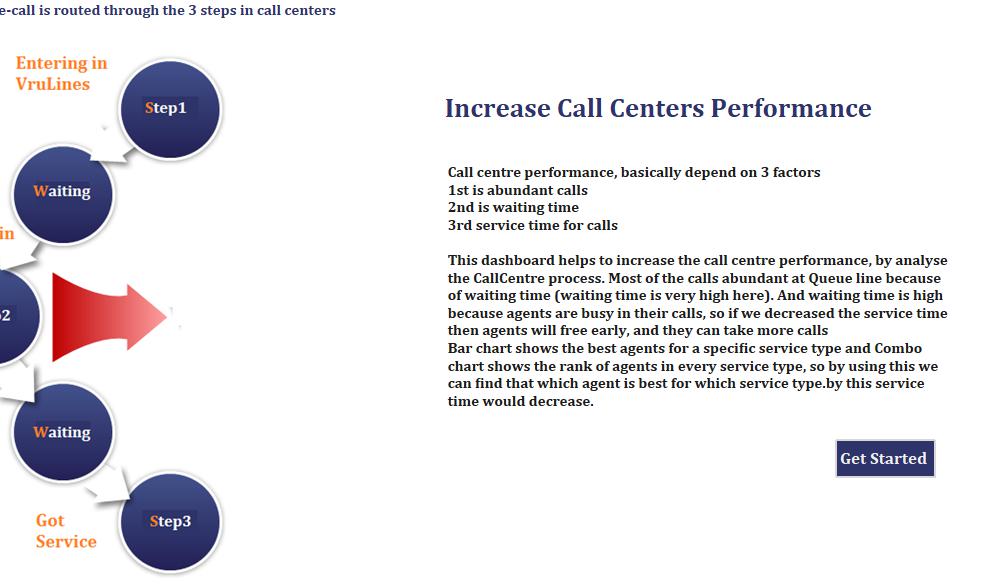 e-call is routed through the 3 steps in call centers
Entering in
VruLines
Step1
Waiting
in
2
Waiting
Got
Service
Step3
Increase Call Centers Performance
Call centre performance, basically depend on 3 factors
1st is abundant calls
2nd is waiting time
3rd service time for calls
This dashboard helps to increase the call centre performance, by analyse
the CallCentre process. Most of the calls abundant at Queue line because
of waiting time (waiting time is very high here). And waiting time is high
because agents are busy in their calls, so if we decreased the service time
then agents will free early, and they can take more calls
Bar chart shows the best agents for a specific service type and Combo
chart shows the rank of agents in every service type, so by using this we
can find that which agent is best for which service type.by this service
time would decrease.
Get Started